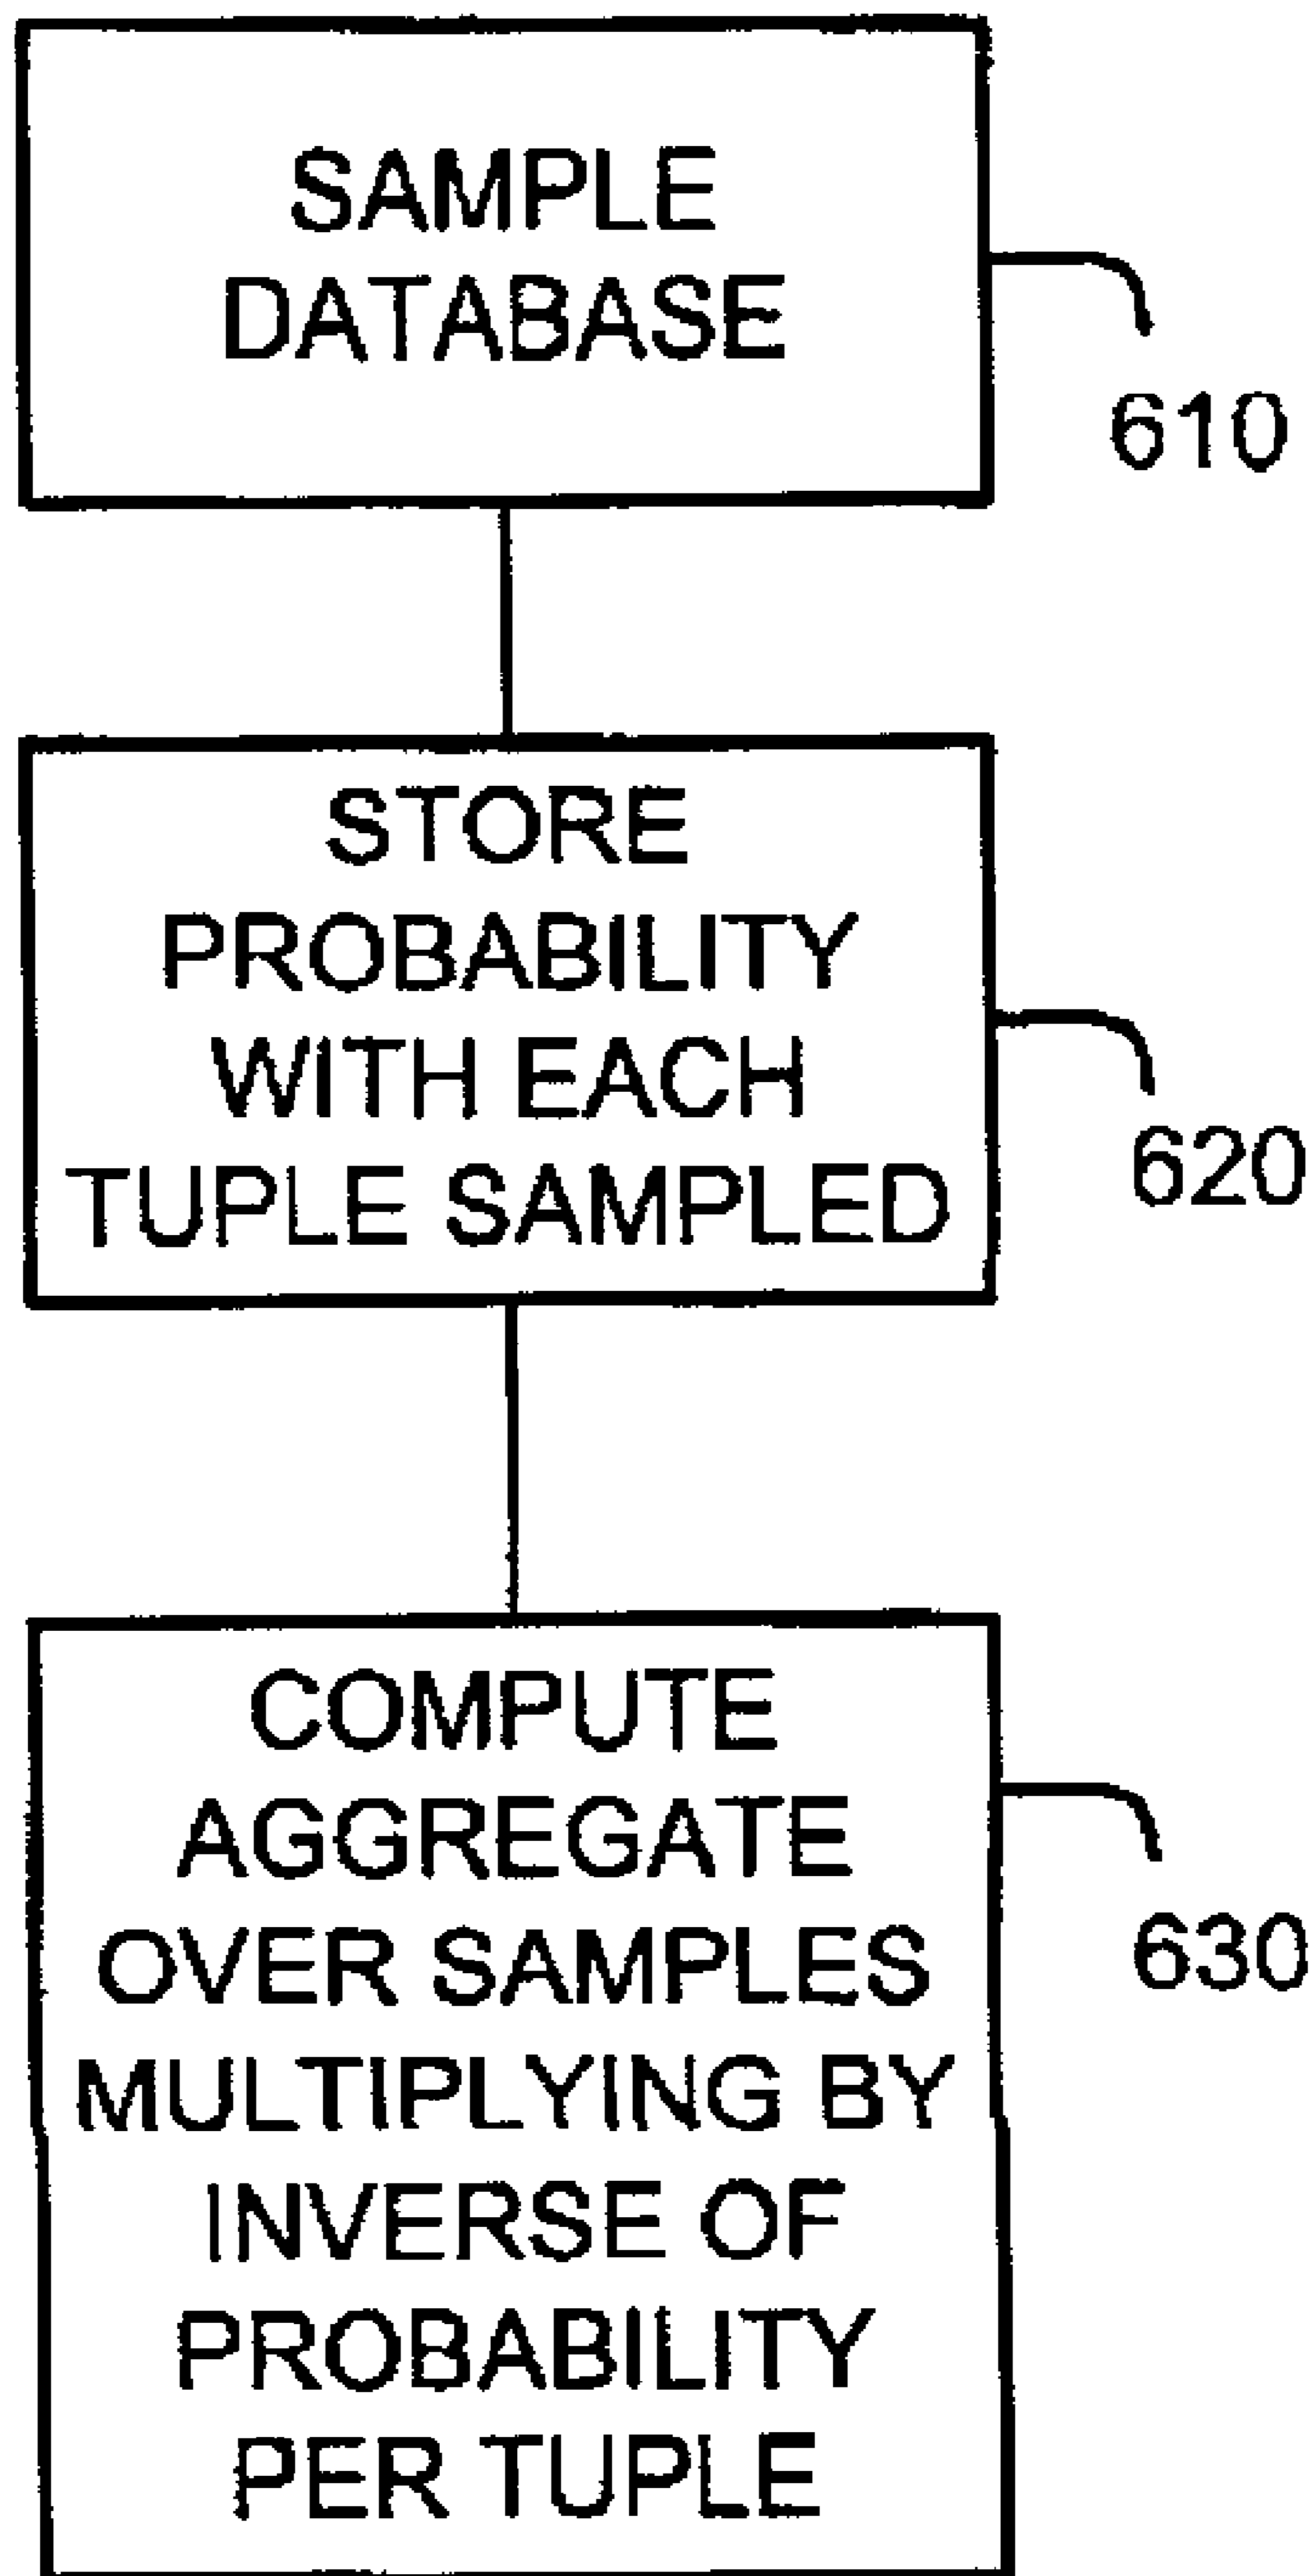 SAMPLE
DATABASE
610
STORE
PROBABILITY
WITH EACH
TUPLE SAMPLED
620
COMPUTE
AGGREGATE
OVER SAMPLES
MULTIPLYING BY
INVERSE OF
PROBABILITY
PER TUPLE
630